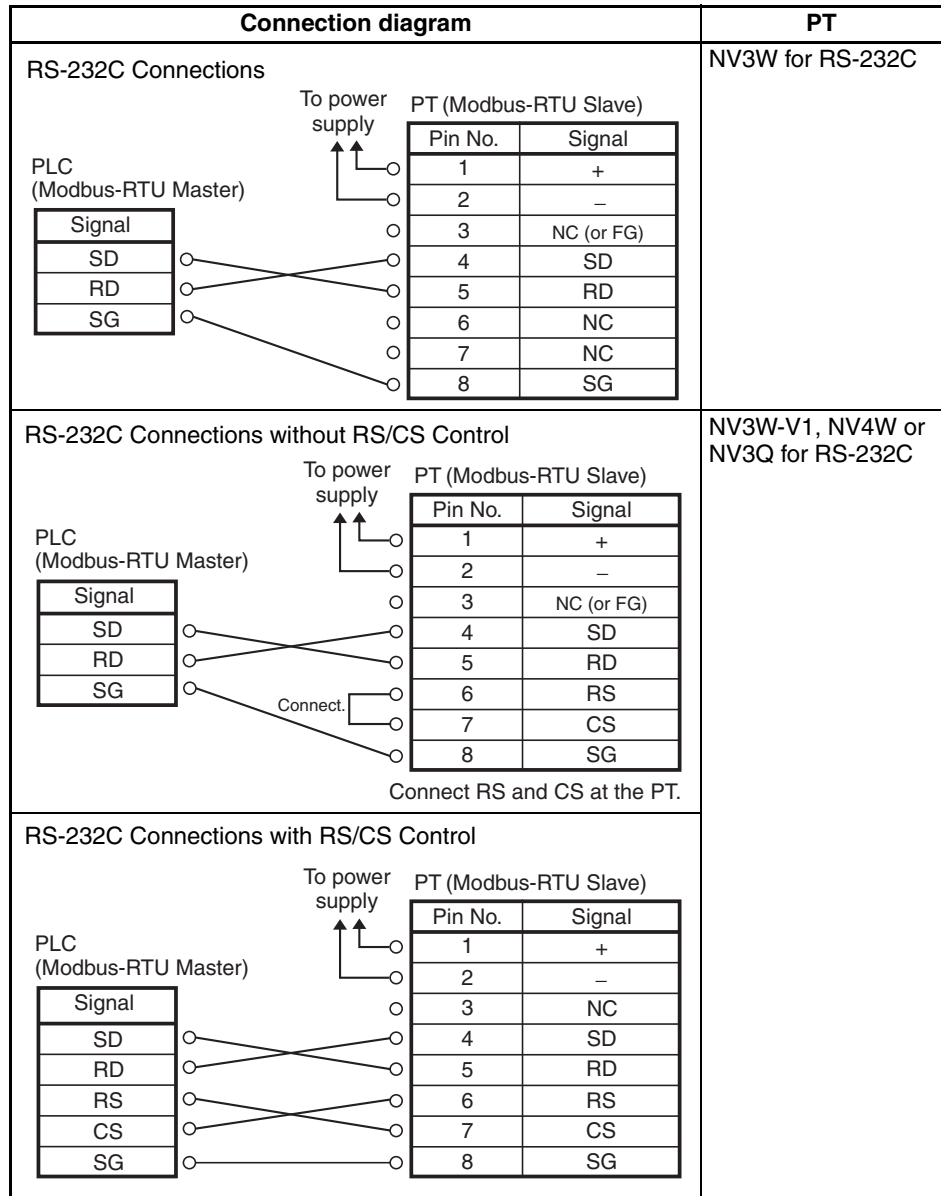 Connection diagram PT
RS-232C Connections
NV3W for RS-232C
To power
supply
PT (Modbus-RTU Slave)
Pin No. Signal
1 +
2 –
3 NC (or FG)
4 SD
5 RD
6 NC
7 NC
8 SG
PLC
(Modbus-RTU Master)
Signal
SD
RD
SG
RS-232C Connections without RS/CS Control
NV3W-V1, NV4W or
NV3Q for RS-232C
To power
supply
PT (Modbus-RTU Slave)
Pin No. Signal
1 +
2 –
3 NC (or FG)
4 SD
5 RD
6 RS
7 CS
8 SG
PLC
(Modbus-RTU Master)
Signal
SD
RD
SG
Connect.
Connect RS and CS at the PT.
RS-232C Connections with RS/CS Control
To power
supply
PT (Modbus-RTU Slave)
Pin No. Signal
1 +
2 –
3 NC
4 SD
5 RD
6 RS
7 CS
8 SG
PLC
(Modbus-RTU Master)
Signal
SD
RD
RS
CS
SG